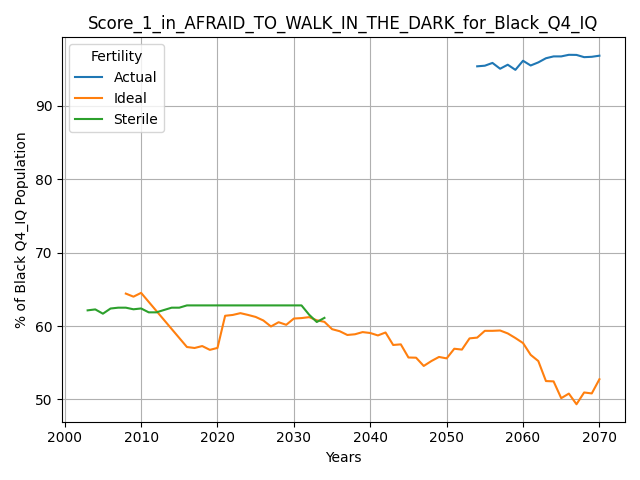 Score_1_in_AFRAID_TO_WALK_IN_THE_DARK_for_Black_Q4_IQ
Fertility
Actual
Ideal
Sterile
% of Black Q4_IQ Population
90
80
70
60
50
2000 2010 2020 2030 2040 2050 2060 2070
Years